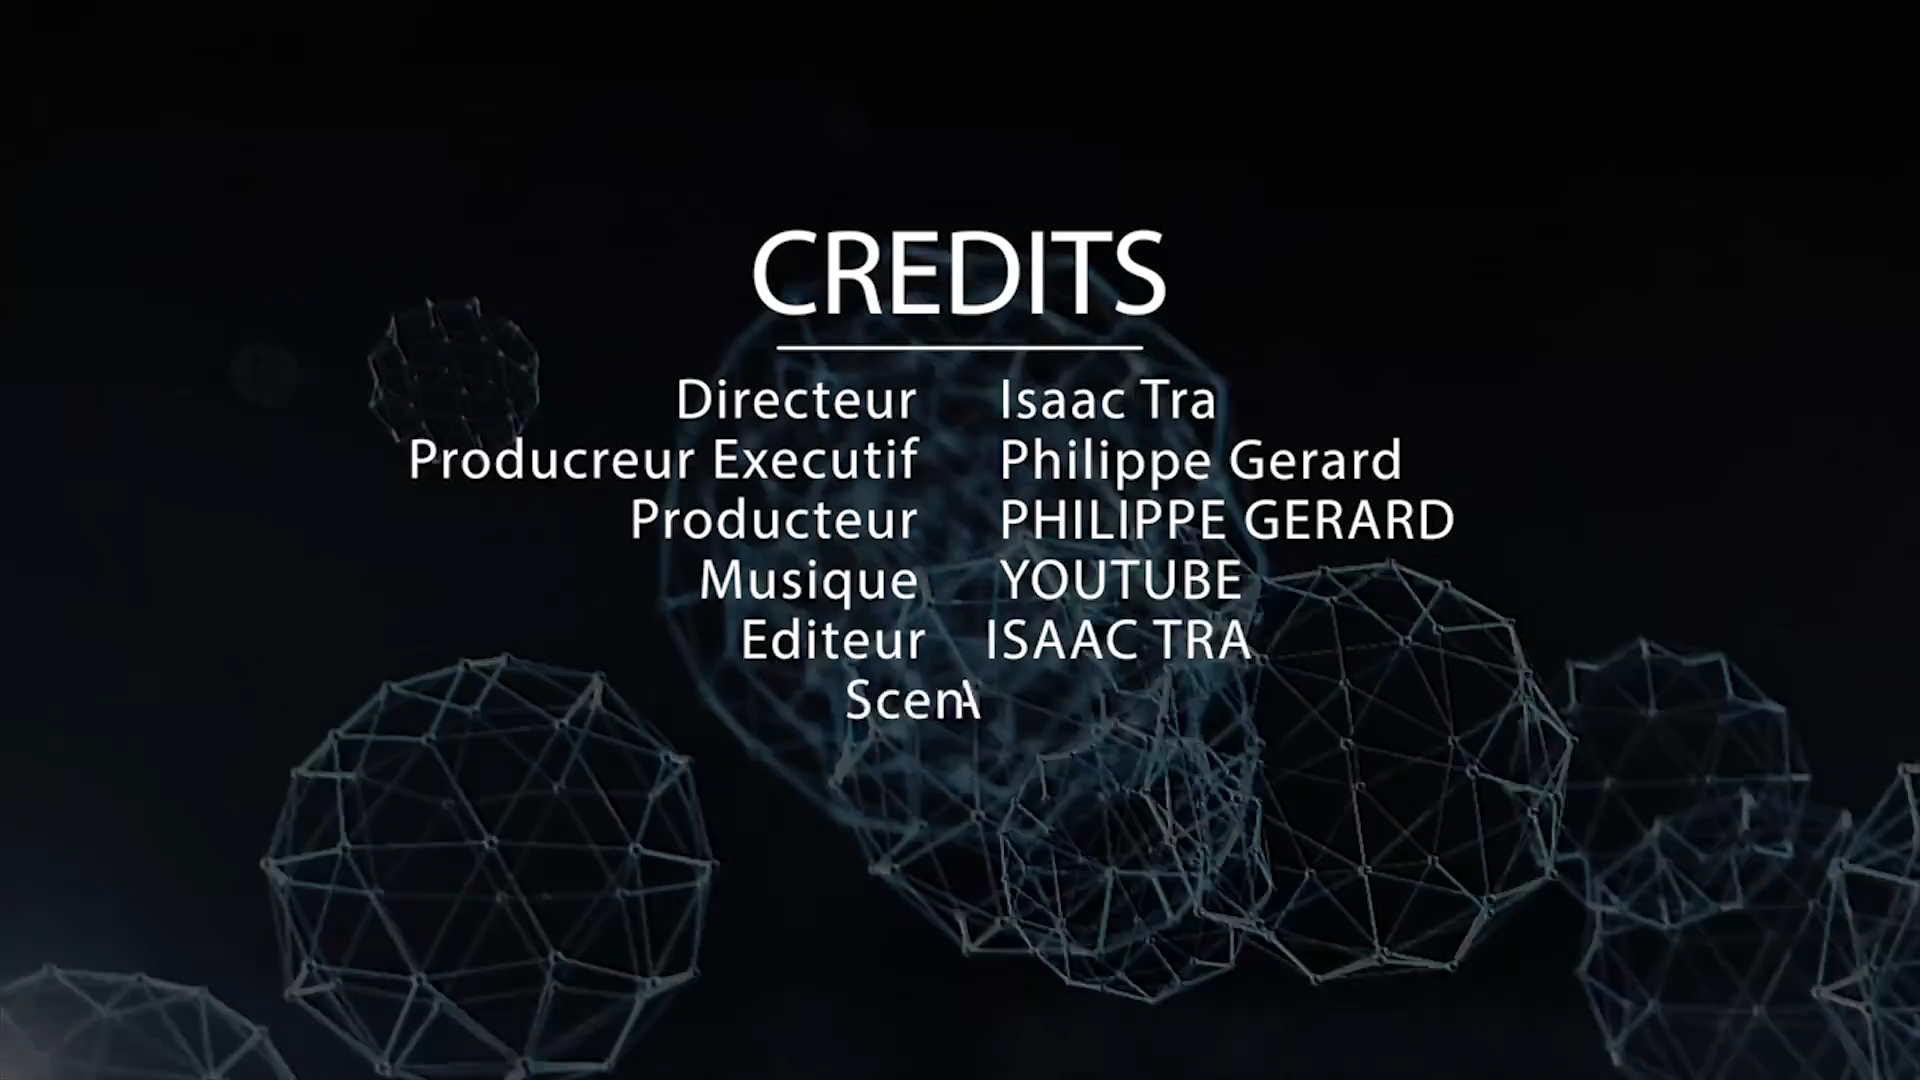 CREDITS
Directeur Isaac Tra
Producreur Executif Philippe Gerard
Producteur PHILIPPE GERARD
Musique YOUTUBE
Editeur ISAAC TRA
Scen